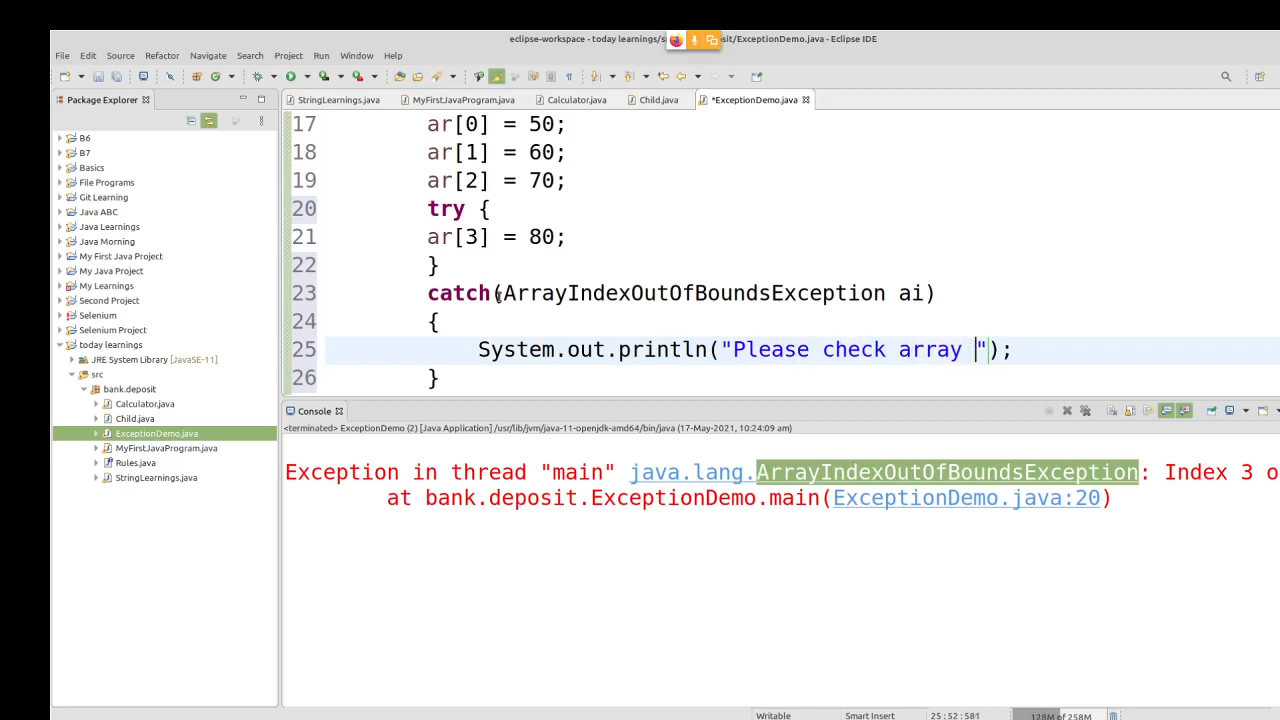 eclipse-workspace - today learnings/s sit/ExceptionDemo.java - Eclipse IDE
File Edit Source Refactor Navigate Search Project Run Window Help
Package Explorer
StringLearnings.java MyFirstJavaProgram.java Calculator.java Child.java *ExceptionDemo.java
B6
B7
Basics
File Programs
Git Learning
Java ABC
Java Learnings
Java Morning
My First Java Project
My Java Project
My Learnings
Second Project
Selenium
Selenium Project
today learnings
JRE System Library [JavaSE-11]
src
bank.deposit
Calculator.java
Child.java
ExceptionDemo.java
MyFirstJavaProgram.java
Rules.java
StringLearnings.java
17 ar[0] = 50;
18 ar[1] = 60;
19 ar[2] = 70;
20 try {
21 ar[3] = 80;
22 }
23 catch(ArrayIndexOutOfBoundsException ai)
24 {
25 System.out.println("Please check array ");
26 }
Console
<terminated> ExceptionDemo (2) [Java Application] /usr/lib/jvm/java-11-openjdk-amd64/bin/java (17-May-2021, 10:24:09 am)
Exception in thread "main" java.lang.ArrayIndexOutOfBoundsException: Index 3 o
at bank.deposit.ExceptionDemo.main(ExceptionDemo.java:20)
Writable Smart Insert 25 : 52 : 581 128M of 258M